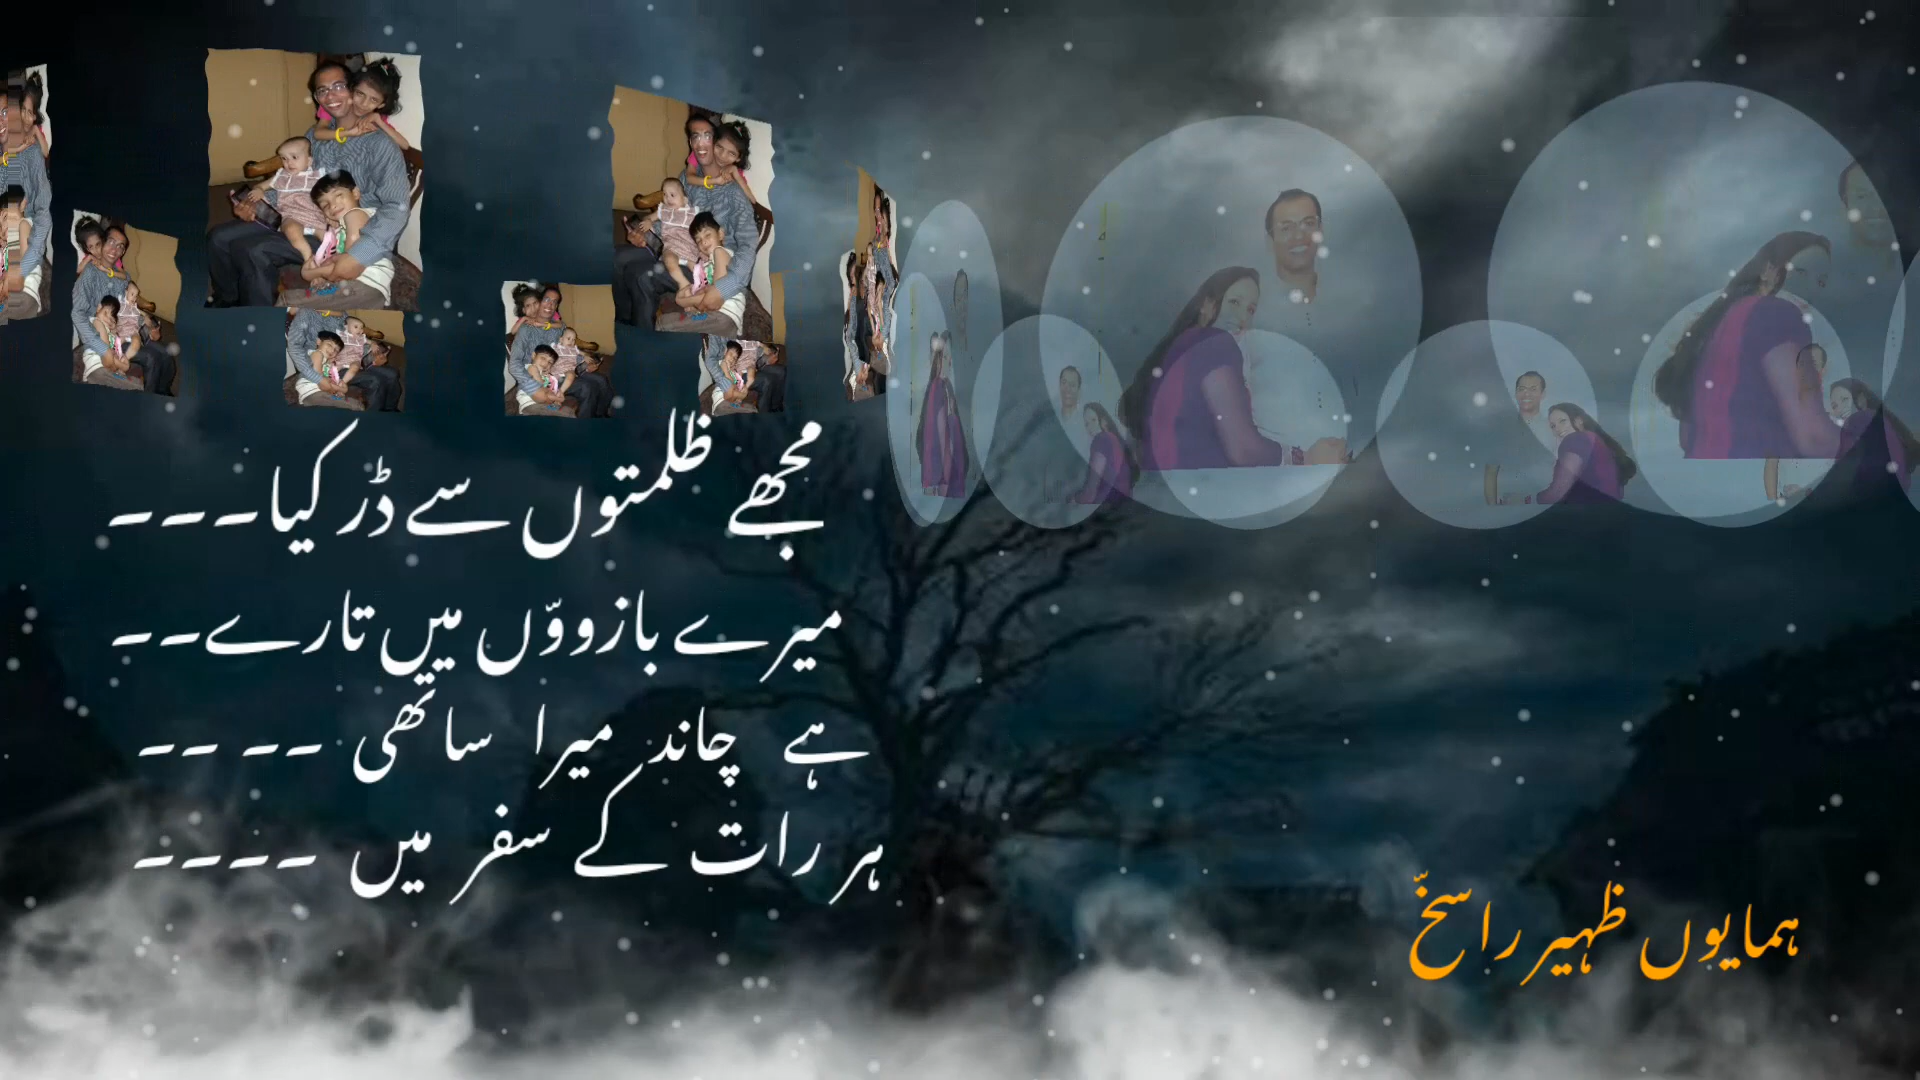 مجھے ظلمتوں سے ڈر کیا۔۔۔
میرے بازووّں میں تارے۔۔
ہے چاند میرا ساتھی ۔۔ ۔۔
ہر رات کے سفر میں ۔۔۔۔
ہمایوں ظہیر راسخّ